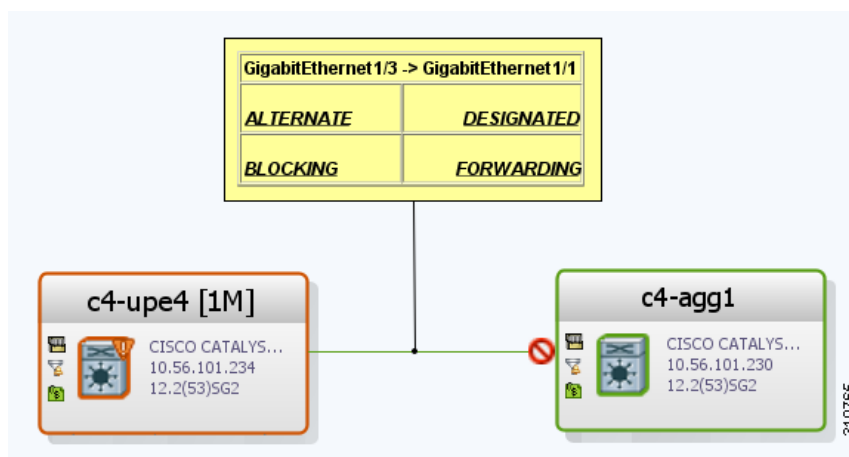 GigabitEthernet1/3 -> GigabitEthernet1/1
ALTERNATE DESIGNATED
BLOCKING FORWARDING
c4-upe4 [1M]
CISCO CATALYS...
10.56.101.234
12.2(53)SG2
c4-agg1
CISCO CATALYS...
10.56.101.230
12.2(53)SG2